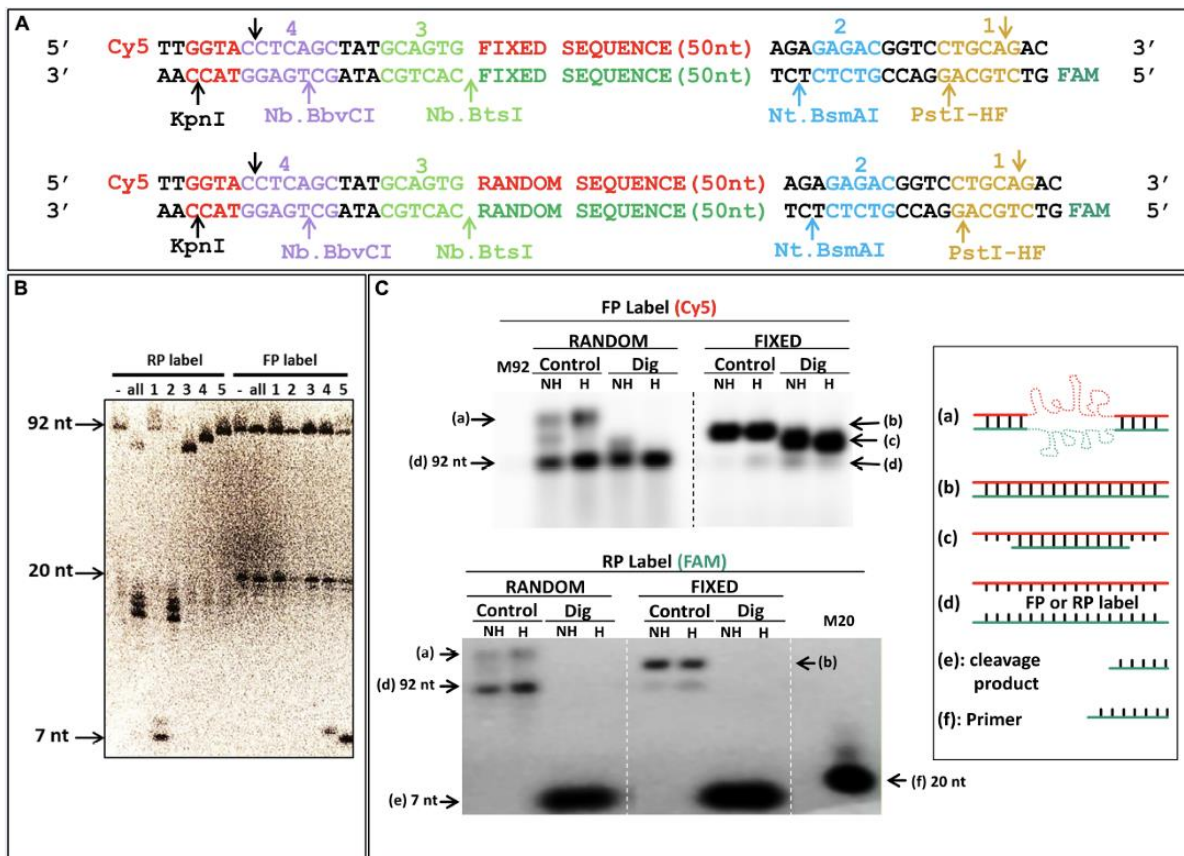 A
4 3 2 1
5’ Cy5 TTGGTACCTCAGCTATGCAGTG FIXED SEQUENCE(50nt) AGAGAGACGGTCCTGCAGAC 3’
3’ AACCATGGAGTCGATACGTCAC FIXED SEQUENCE(50nt) TCTCTCTGCCAGGACGTCTG FAM 5’
KpnI Nb.BbvCI Nb.BtsI Nt.BsmAI PstI-HF
4 3 2 1
5’ Cy5 TTGGTACCTCAGCTATGCAGTG RANDOM SEQUENCE(50nt) AGAGAGACGGTCCTGCAGAC 3’
3’ AACCATGGAGTCGATACGTCAC RANDOM SEQUENCE(50nt) TCTCTCTGCCAGGACGTCTG FAM 5’
KpnI Nb.BbvCI Nb.BtsI Nt.BsmAI PstI-HF
B
RP label FP label
- all 1 2 3 4 5 - all 1 2 3 4 5
92 nt
20 nt
7 nt
C
FP Label (Cy5)
RANDOM FIXED
M92 Control Dig Control Dig
NH H NH H NH H NH H
(a) (b)
(c)
(d) 92 nt (d)
RP Label (FAM)
RANDOM FIXED
Control Dig Control Dig M20
NH H NH H NH H NH H
(a) (b)
(d) 92 nt
(e) 7 nt (f) 20 nt
(a)
(b)
(c)
(d) FP or RP label
(e): cleavage
product
(f): Primer